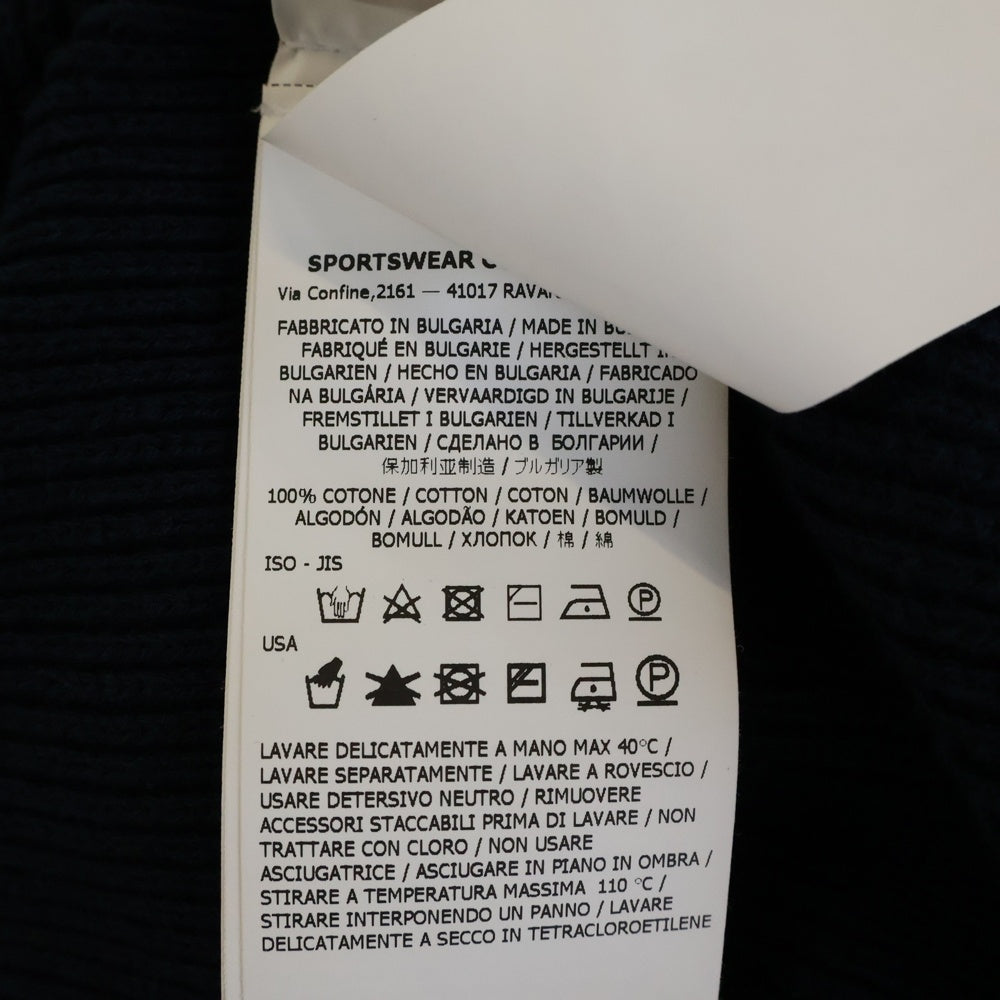 SPORTSWEAR
Via Confine,2161 — 41017
FABBRICATO IN BULGARIA / MADE IN
FABRIQUÉ EN BULGARIE / HERGESTELLT
BULGARIEN / HECHO EN BULGARIA / FABRICADO
NA BULGÁRIA / VERVAARDIGD IN BULGARIJE /
FREMSTILLET I BULGARIEN / TILLVERKAD I
BULGARIEN / СДЕЛАНО В БОЛГАРИИ /
保加利亚制造 / ブルガリア製
100% COTONE / COTTON / COTON / BAUMWOLLE /
ALGODÓN / ALGODÃO / KATOEN / BOMULD /
BOMULL / ХЛОПОК / 棉 / 綿
ISO - JIS
P
USA
P
LAVARE DELICATAMENTE A MANO MAX 40°C /
LAVARE SEPARATAMENTE / LAVARE A ROVESCIO /
USARE DETERSIVO NEUTRO / RIMUOVERE
ACCESSORI STACCABILI PRIMA DI LAVARE / NON
TRATTARE CON CLORO / NON USARE
ASCIUGATRICE / ASCIUGARE IN PIANO IN OMBRA /
STIRARE A TEMPERATURA MASSIMA 110 °C /
STIRARE INTERPONENDO UN PANNO / LAVARE
DELICATAMENTE A SECCO IN TETRACLOROETILENE